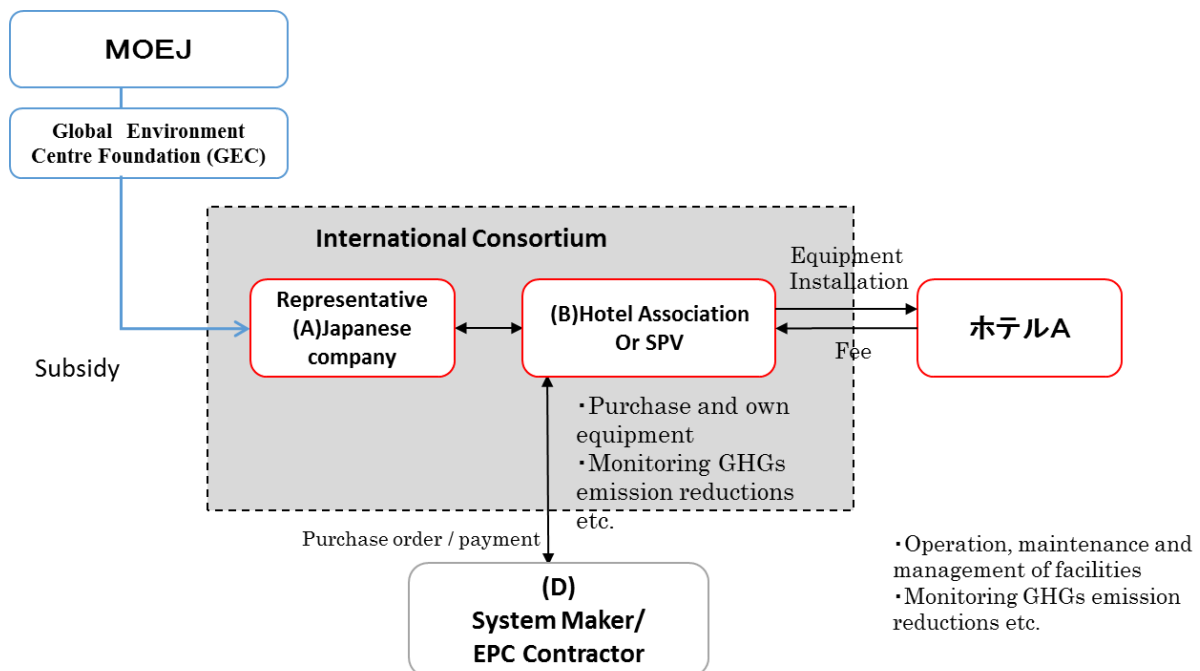 MOEJ
Global Environment
Centre Foundation (GEC)
International Consortium
Equipment
Installation
Representative
(A)Japanese
company
(B)Hotel Association
Or SPV
ホテルA
Fee
Subsidy
・Purchase and own
equipment
・Monitoring GHGs
emission reductions
etc.
Purchase order / payment
・Operation, maintenance and
management of facilities
・Monitoring GHGs emission
reductions etc.
(D)
System Maker/
EPC Contractor